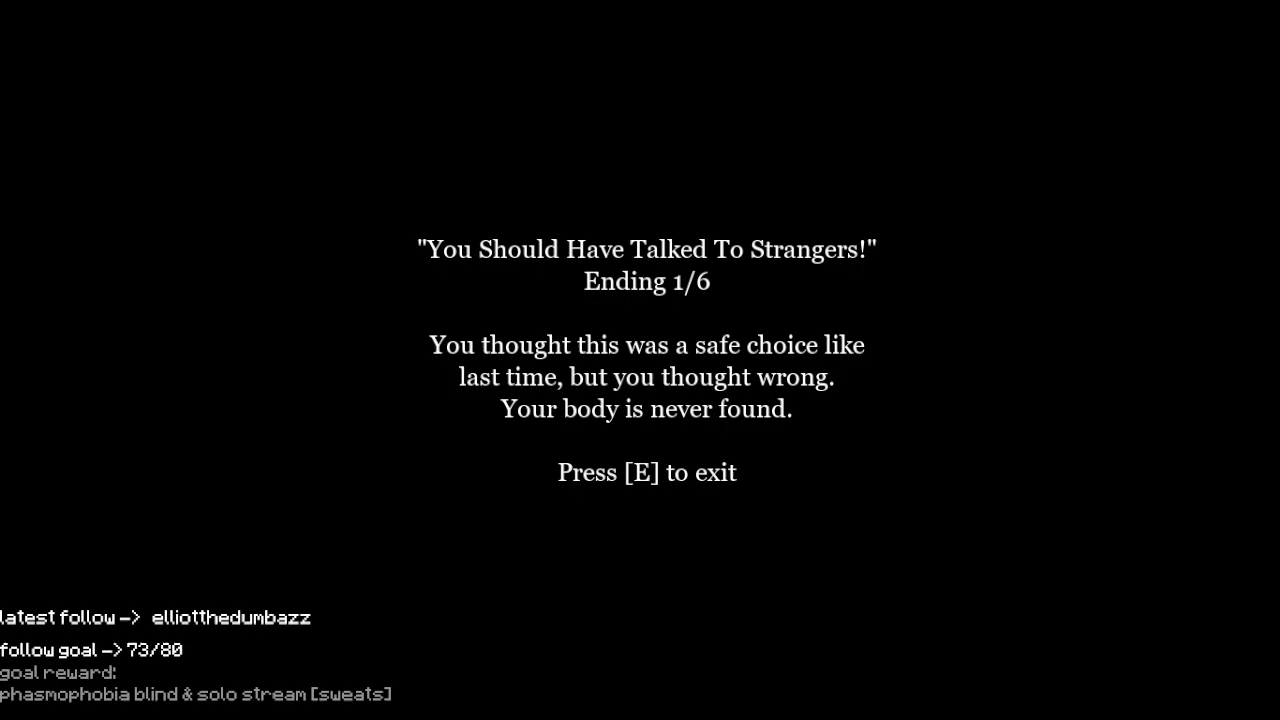 "You Should Have Talked To Strangers!"
Ending 1/6
You thought this was a safe choice like
last time, but you thought wrong.
Your body is never found.
Press [E] to exit
latest follow -> elliotthedumbazz
follow goal -> 73/80
goal reward:
phasmophobia blind & solo stream [sweats]